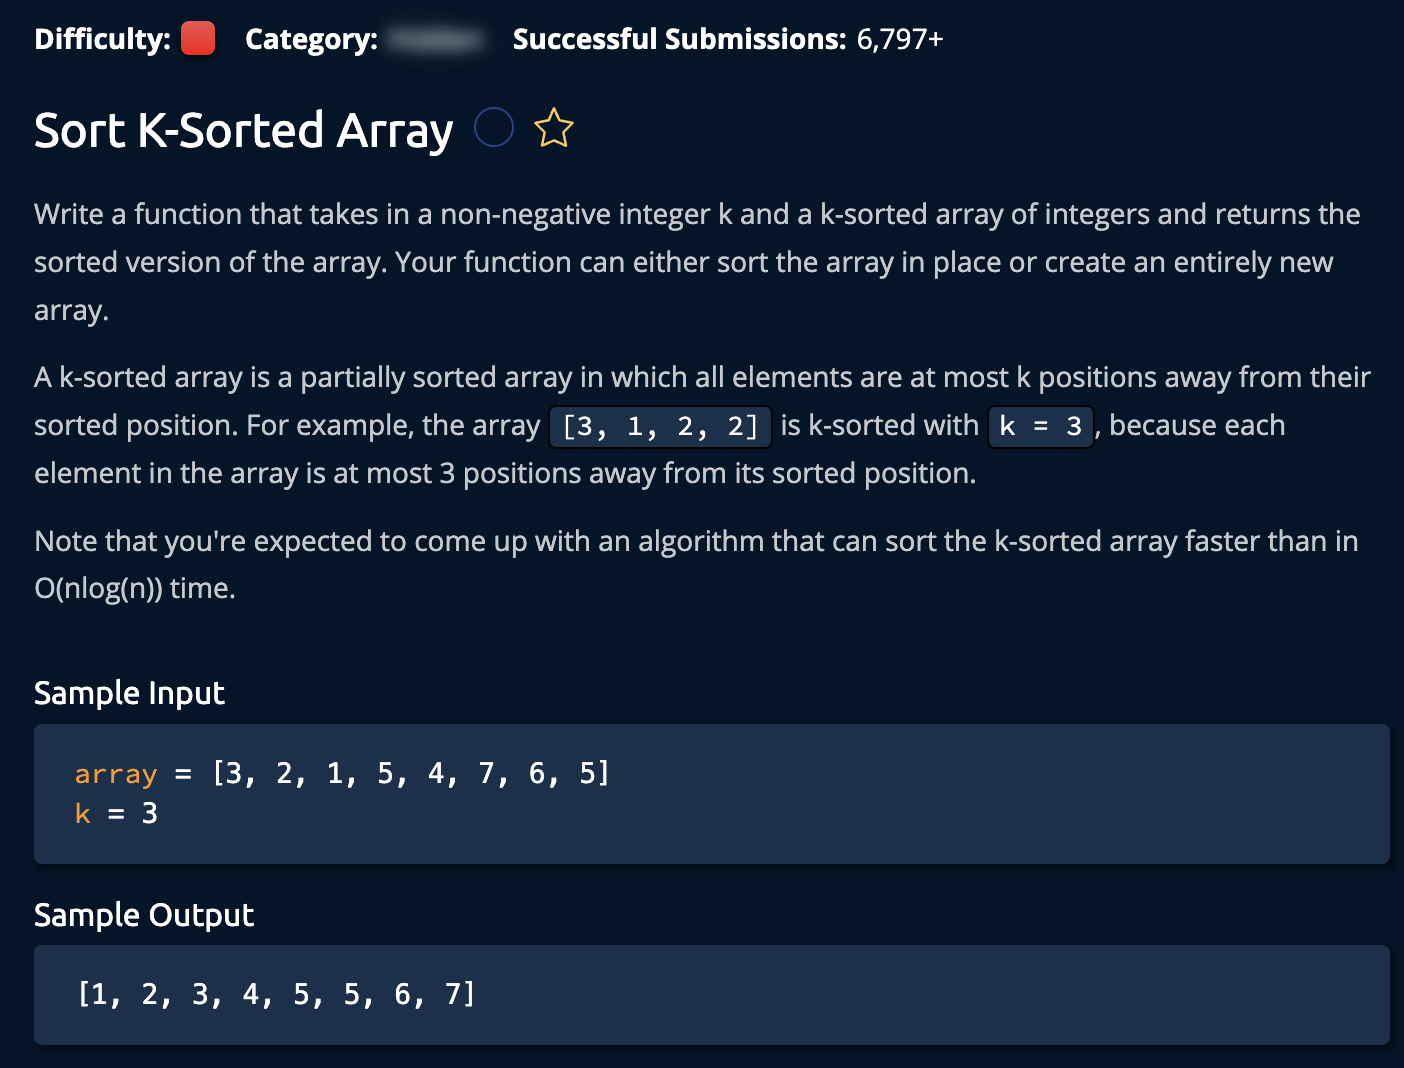 Difficulty: Category: Successful Submissions: 6,797+
Sort K-Sorted Array
Write a function that takes in a non-negative integer k and a k-sorted array of integers and returns the
sorted version of the array. Your function can either sort the array in place or create an entirely new
array.
A k-sorted array is a partially sorted array in which all elements are at most k positions away from their
sorted position. For example, the array [3, 1, 2, 2] is k-sorted with k = 3, because each
element in the array is at most 3 positions away from its sorted position.
Note that you're expected to come up with an algorithm that can sort the k-sorted array faster than in
O(nlog(n)) time.
Sample Input
array = [3, 2, 1, 5, 4, 7, 6, 5]
k = 3
Sample Output
[1, 2, 3, 4, 5, 5, 6, 7]